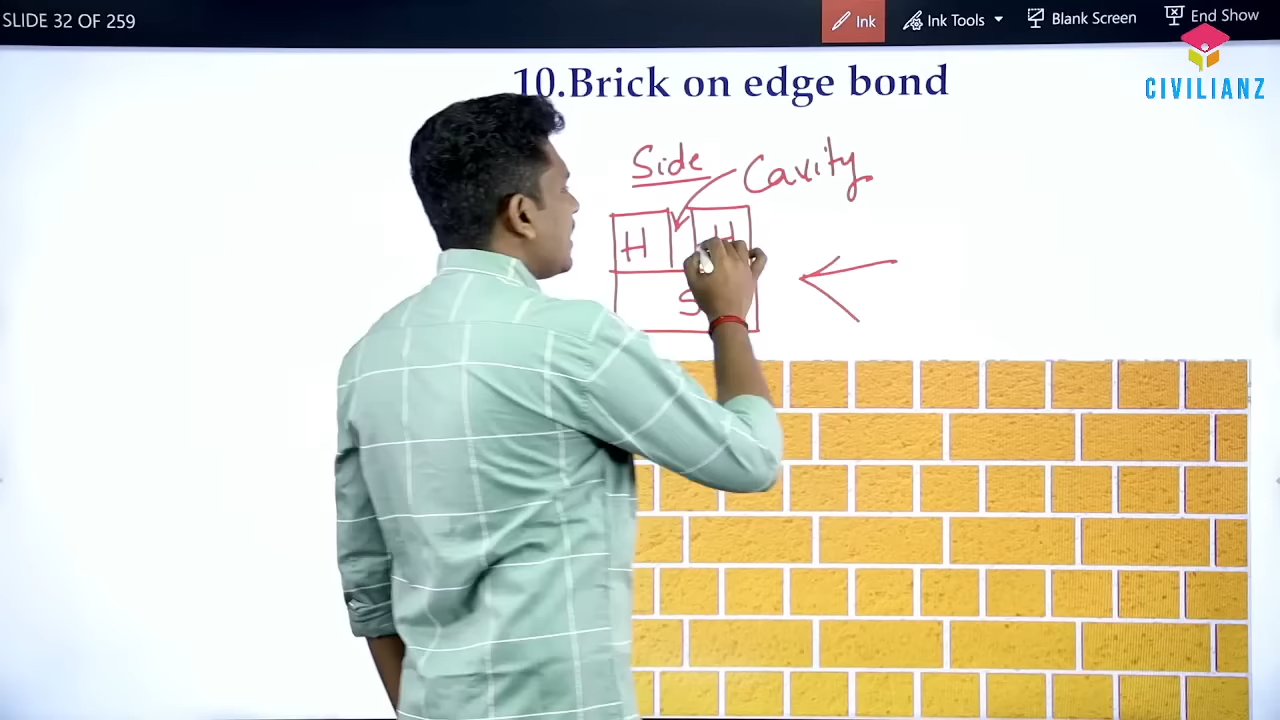 SLIDE 32 OF 259
Ink
Ink Tools
Blank Screen
End Show
CIVILIANZ
10.Brick on edge bond
Side
Cavity
H
H
S